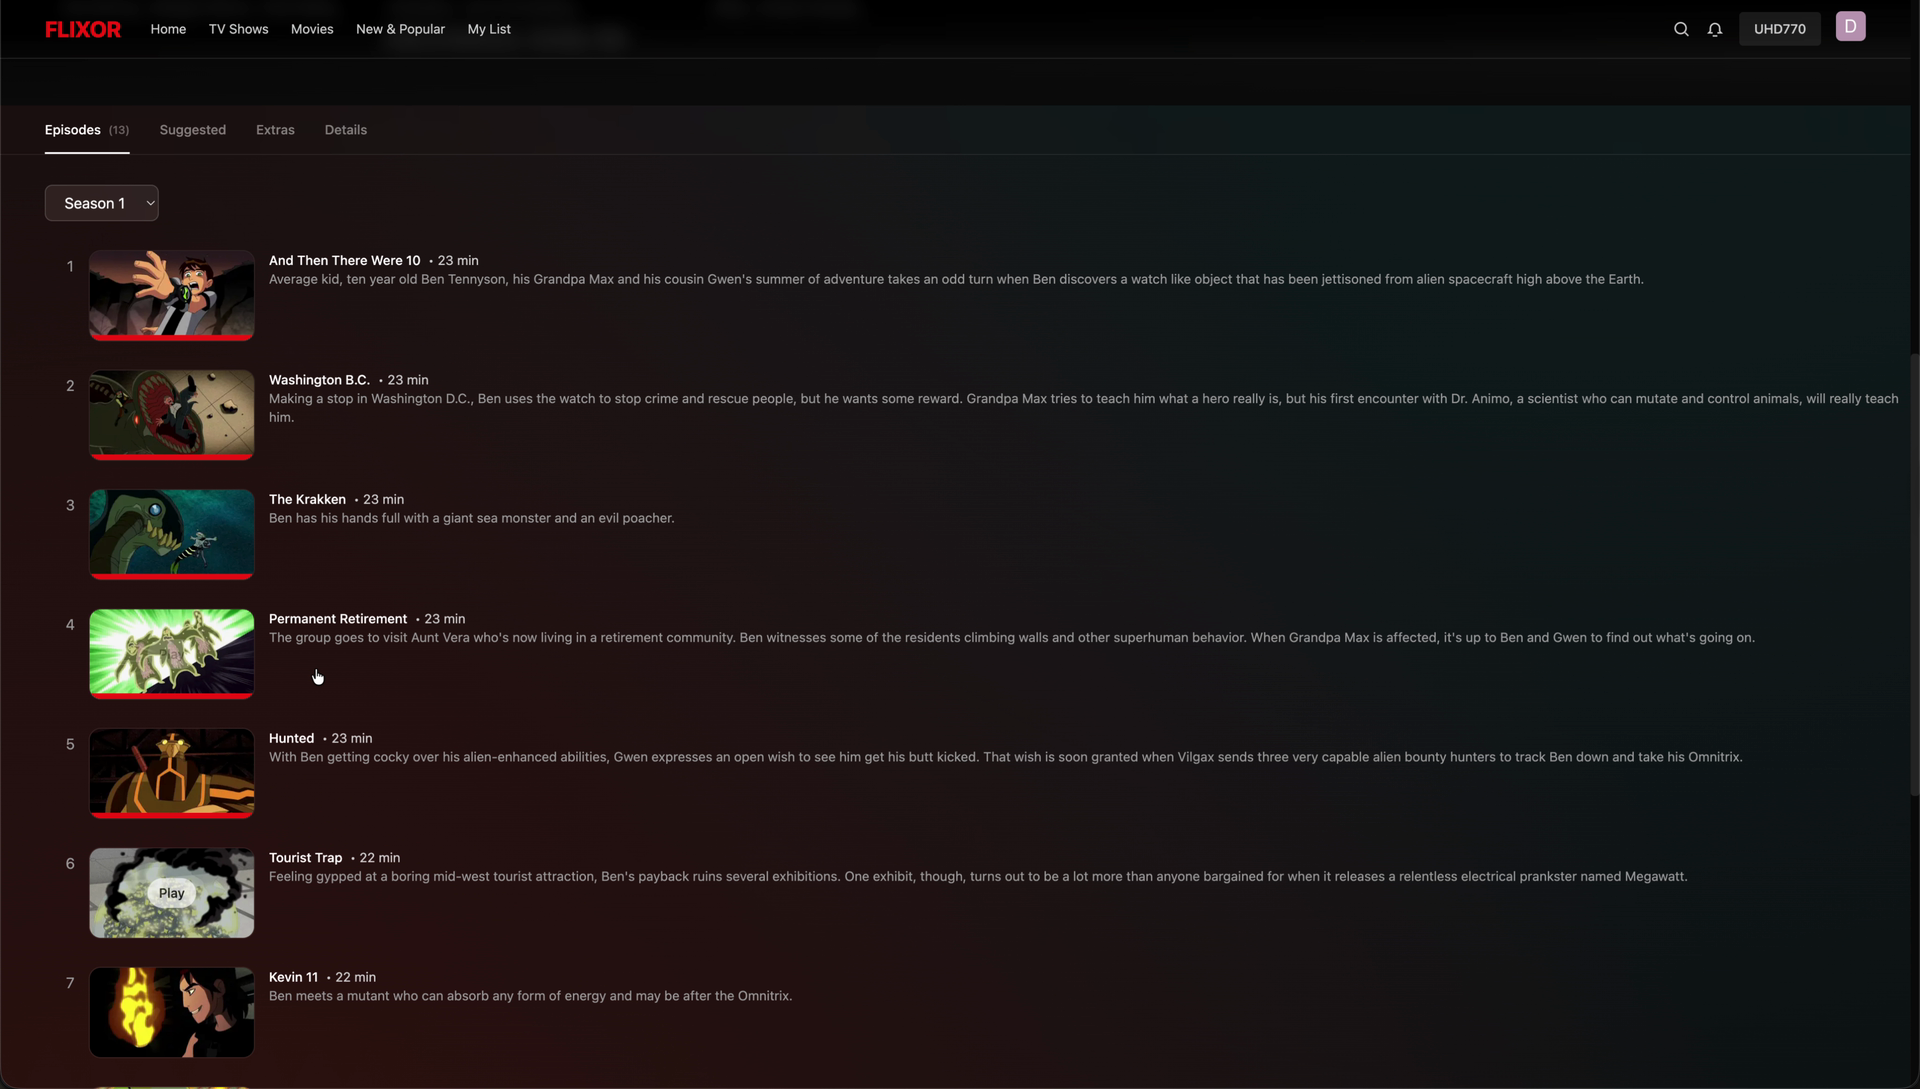 FLIXOR
Home
TV Shows
Movies
New & Popular
My List
UHD770
D
Episodes (13)
Suggested
Extras
Details
Season 1
1
And Then There Were 10 • 23 min
Average kid, ten year old Ben Tennyson, his Grandpa Max and his cousin Gwen's summer of adventure takes an odd turn when Ben discovers a watch like object that has been jettisoned from alien spacecraft high above the Earth.
2
Washington B.C. • 23 min
Making a stop in Washington D.C., Ben uses the watch to stop crime and rescue people, but he wants some reward. Grandpa Max tries to teach him what a hero really is, but his first encounter with Dr. Animo, a scientist who can mutate and control animals, will really teach
him.
3
The Krakken • 23 min
Ben has his hands full with a giant sea monster and an evil poacher.
4
Play
Permanent Retirement • 23 min
The group goes to visit Aunt Vera who's now living in a retirement community. Ben witnesses some of the residents climbing walls and other superhuman behavior. When Grandpa Max is affected, it's up to Ben and Gwen to find out what's going on.
5
Hunted • 23 min
With Ben getting cocky over his alien-enhanced abilities, Gwen expresses an open wish to see him get his butt kicked. That wish is soon granted when Vilgax sends three very capable alien bounty hunters to track Ben down and take his Omnitrix.
6
Play
Tourist Trap • 22 min
Feeling gypped at a boring mid-west tourist attraction, Ben's payback ruins several exhibitions. One exhibit, though, turns out to be a lot more than anyone bargained for when it releases a relentless electrical prankster named Megawatt.
7
Kevin 11 • 22 min
Ben meets a mutant who can absorb any form of energy and may be after the Omnitrix.